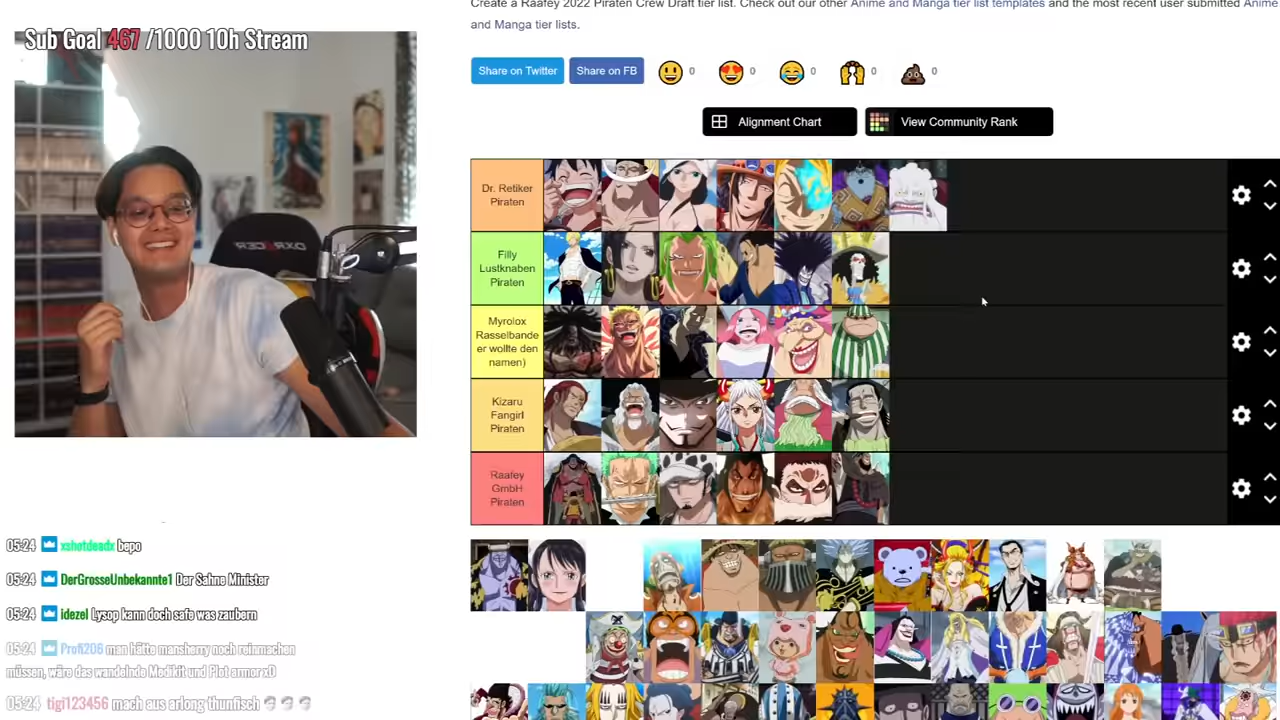 Create a Raafey 2022 Piraten Crew Draft tier list. Check out our other Anime and Manga tier list templates and the most recent user submitted Anime
and Manga tier lists.
Sub Goal 467 /1000 10h Stream
Share on Twitter
Share on FB
0
0
0
0
0
Alignment Chart
View Community Rank
Dr. Retiker
Piraten
Filly
Lustknaben
Piraten
Myrolox
Rasselbande
er wollte den
namen)
Kizaru
Fangirl
Piraten
Raafey
GmbH
Piraten
05:24 xshotdeadx bepo
05:24 DerGrosseUnbekannte1 Der Sahne Minister
05:24 idezel Lysop kann doch safe was zaubern
05:24 Profi206 man hätte mansherry noch reinmachen
müssen, wäre das wandelnde Medkit und Plot armor xD
05:24 tigi123456 mach aus arlong thunfisch